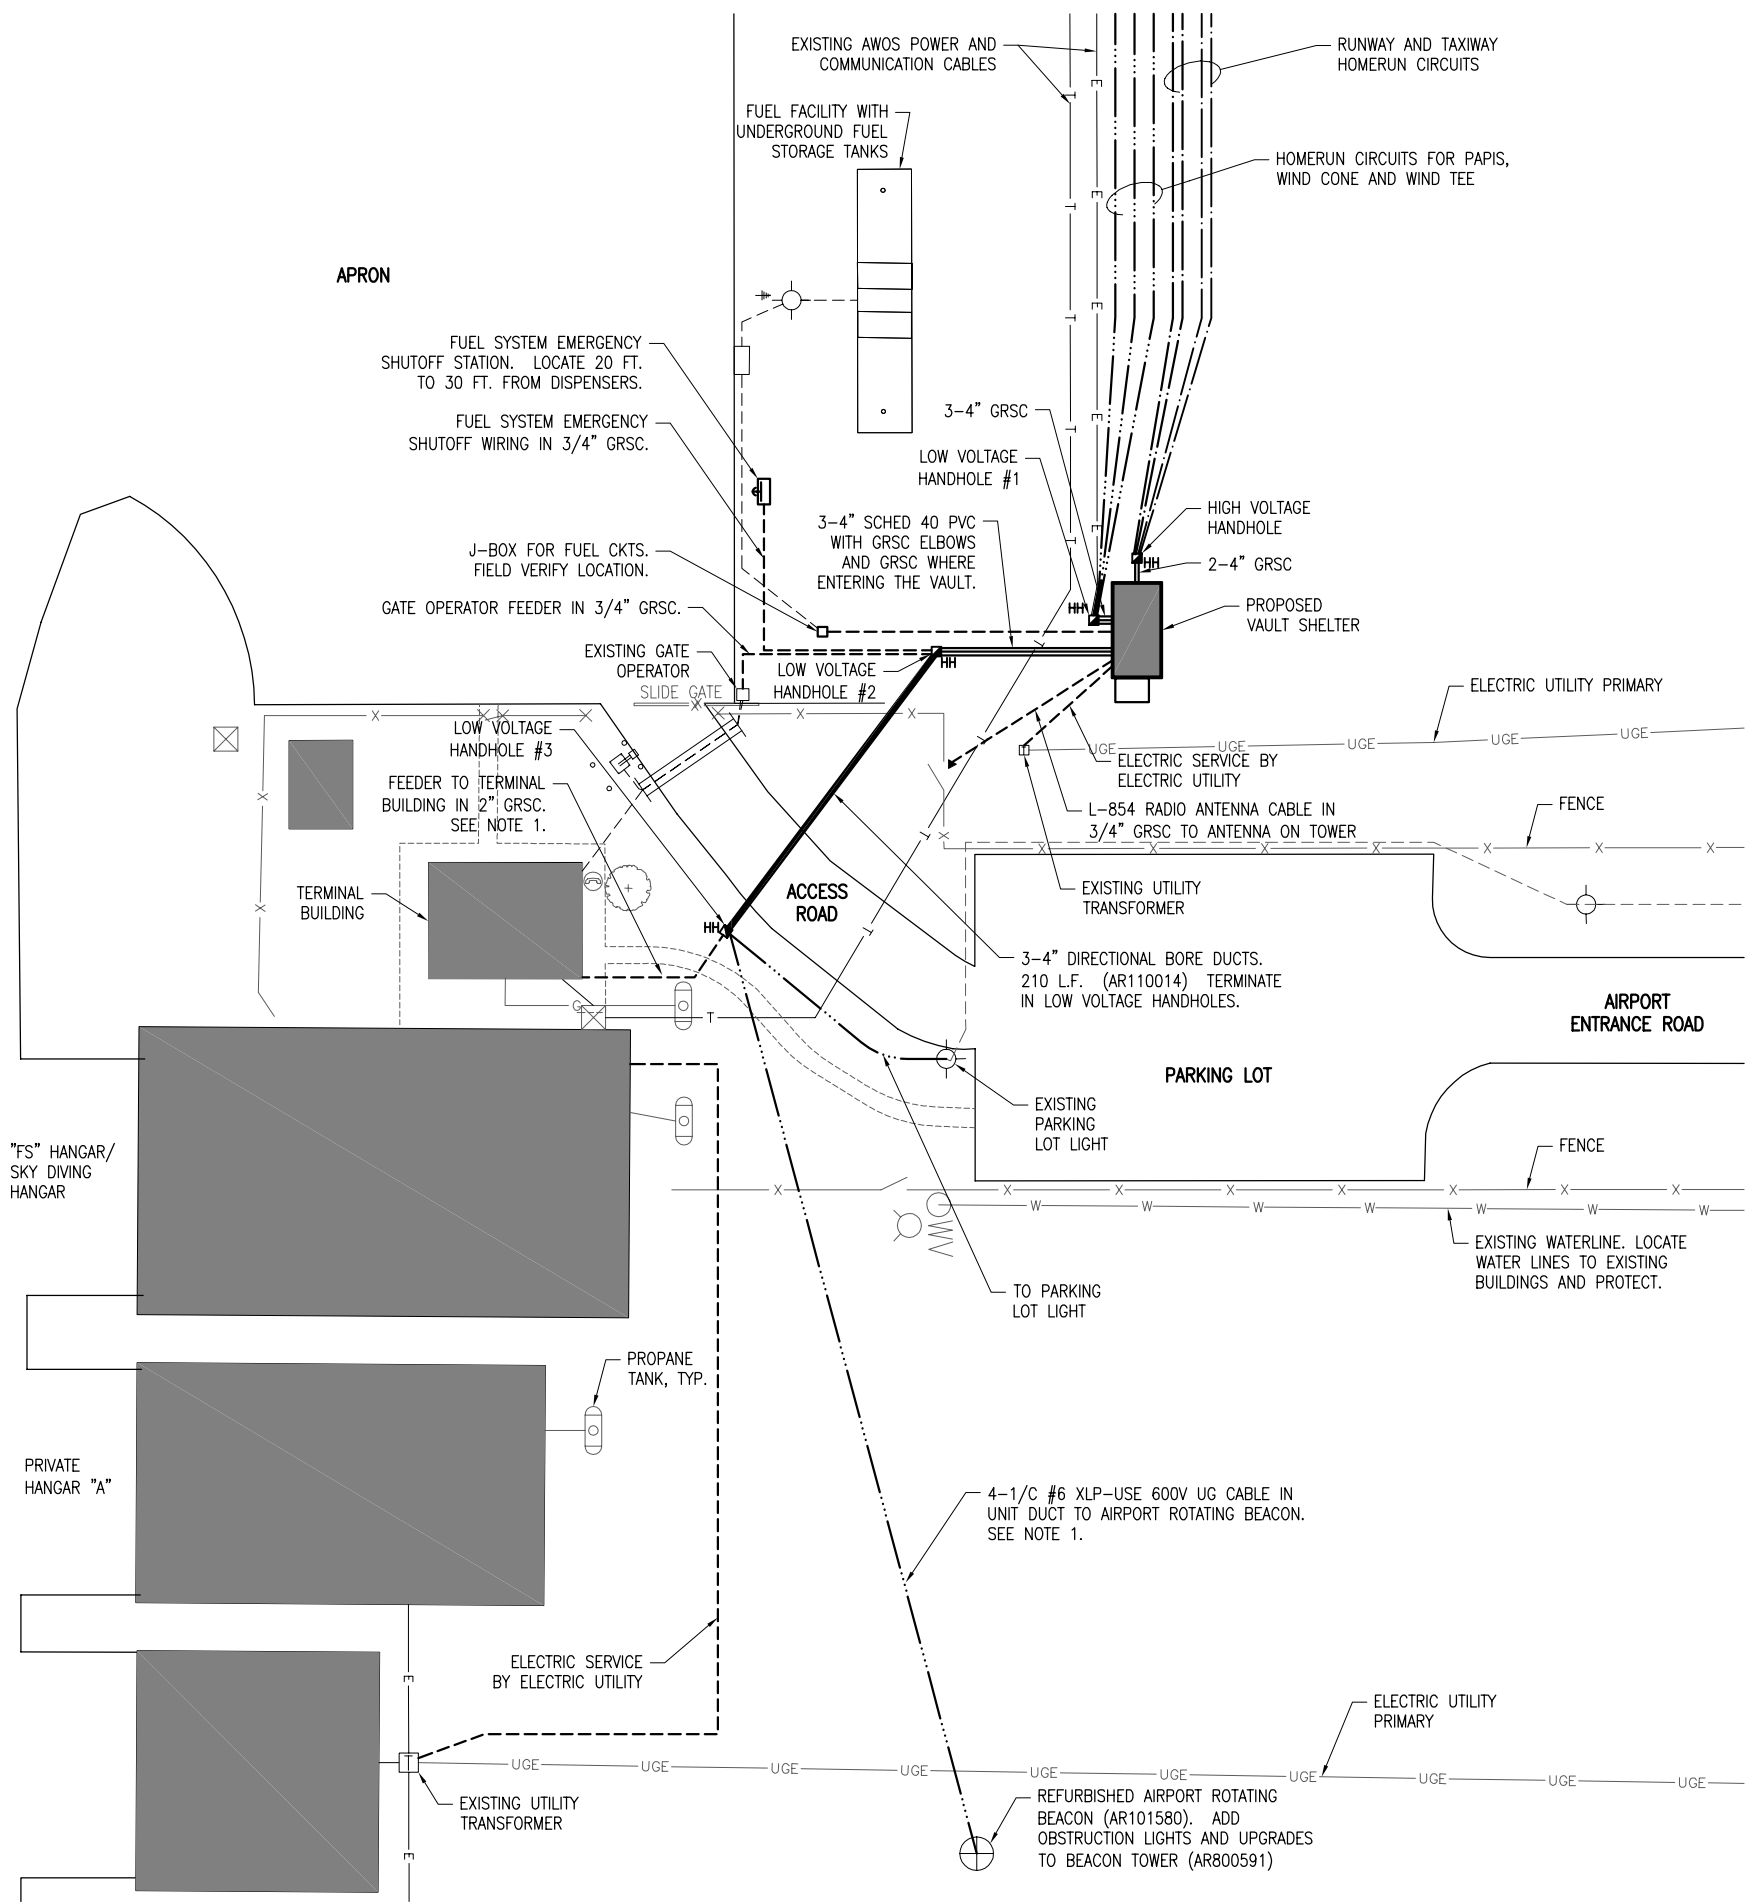 EXISTING AWOS POWER AND
COMMUNICATION CABLES
RUNWAY AND TAXIWAY
HOMERUN CIRCUITS
FUEL FACILITY WITH
UNDERGROUND FUEL
STORAGE TANKS
HOMERUN CIRCUITS FOR PAPIS,
WIND CONE AND WIND TEE
APRON
FUEL SYSTEM EMERGENCY
SHUTOFF STATION. LOCATE 20 FT.
TO 30 FT. FROM DISPENSERS.
FUEL SYSTEM EMERGENCY
SHUTOFF WIRING IN 3/4" GRSC.
3-4" GRSC
LOW VOLTAGE
HANDHOLE #1
HIGH VOLTAGE
HANDHOLE
HH
2-4" GRSC
3-4" SCHED 40 PVC
WITH GRSC ELBOWS
AND GRSC WHERE
ENTERING THE VAULT.
J-BOX FOR FUEL CKTS.
FIELD VERIFY LOCATION.
GATE OPERATOR FEEDER IN 3/4" GRSC.
HH
PROPOSED
VAULT SHELTER
EXISTING GATE
OPERATOR
SLIDE GATE
LOW VOLTAGE
HANDHOLE #2
HH
ELECTRIC UTILITY PRIMARY
LOW VOLTAGE
HANDHOLE #3
UGE UGE UGE UGE UGE
FEEDER TO TERMINAL
BUILDING IN 2" GRSC.
SEE NOTE 1.
ELECTRIC SERVICE BY
ELECTRIC UTILITY
L-854 RADIO ANTENNA CABLE IN
3/4" GRSC TO ANTENNA ON TOWER
FENCE
X X X X X X X
TERMINAL
BUILDING
ACCESS
ROAD
EXISTING UTILITY
TRANSFORMER
HH
3-4" DIRECTIONAL BORE DUCTS.
210 L.F. (AR110014) TERMINATE
IN LOW VOLTAGE HANDHOLES.
G
T
AIRPORT
ENTRANCE ROAD
PARKING LOT
EXISTING
PARKING
LOT LIGHT
"FS" HANGAR/
SKY DIVING
HANGAR
FENCE
X X X X X X X X
W W W W W W W
EXISTING WATERLINE. LOCATE
WATER LINES TO EXISTING
BUILDINGS AND PROTECT.
TO PARKING
LOT LIGHT
PROPANE
TANK, TYP.
PRIVATE
HANGAR "A"
4-1/C #6 XLP-USE 600V UG CABLE IN
UNIT DUCT TO AIRPORT ROTATING BEACON.
SEE NOTE 1.
ELECTRIC SERVICE
BY ELECTRIC UTILITY
E
ELECTRIC UTILITY
PRIMARY
T
UGE UGE UGE UGE UGE UGE UGE UGE UGE UGE
EXISTING UTILITY
TRANSFORMER
E
REFURBISHED AIRPORT ROTATING
BEACON (AR101580). ADD
OBSTRUCTION LIGHTS AND UPGRADES
TO BEACON TOWER (AR800591)